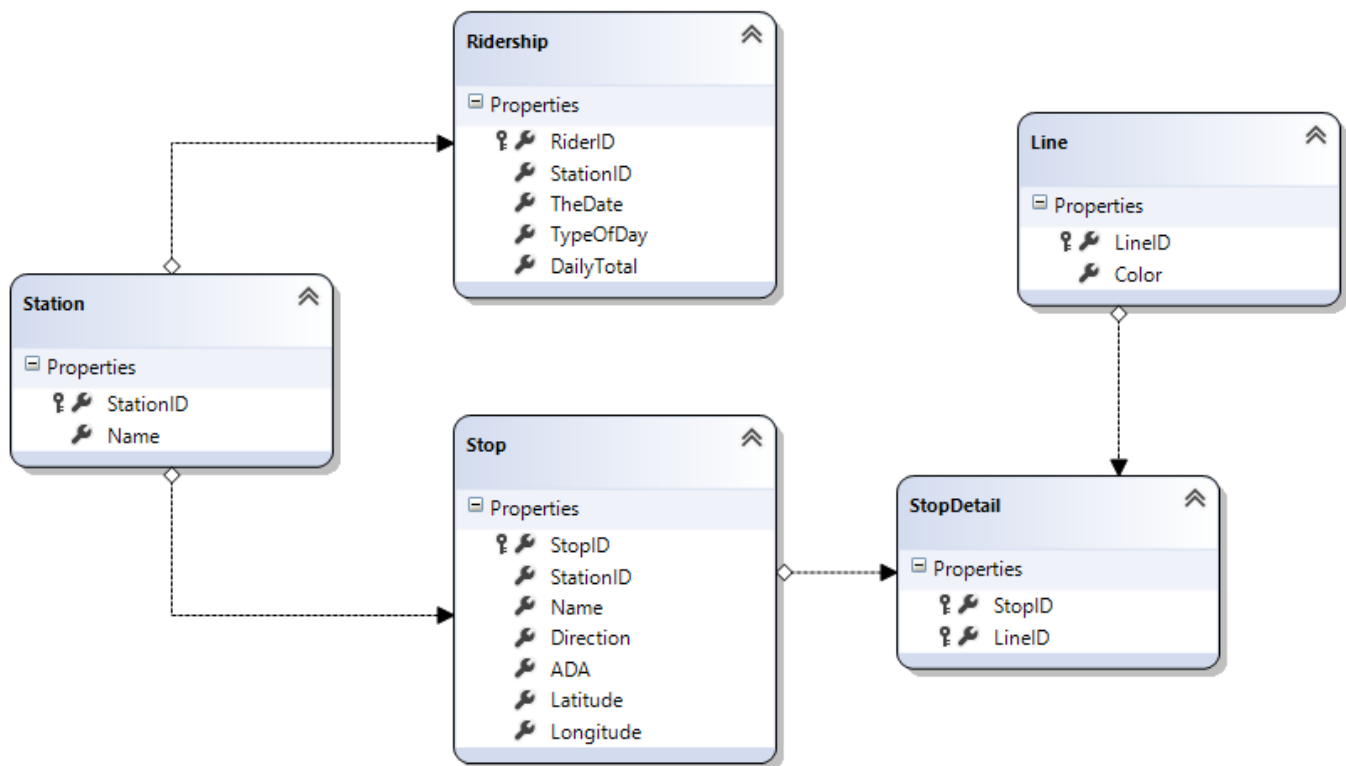 Ridership
Properties
RiderID
StationID
TheDate
TypeOfDay
DailyTotal
Line
Properties
LineID
Color
Station
Properties
StationID
Name
Stop
Properties
StopID
StationID
Name
Direction
ADA
Latitude
Longitude
StopDetail
Properties
StopID
LineID